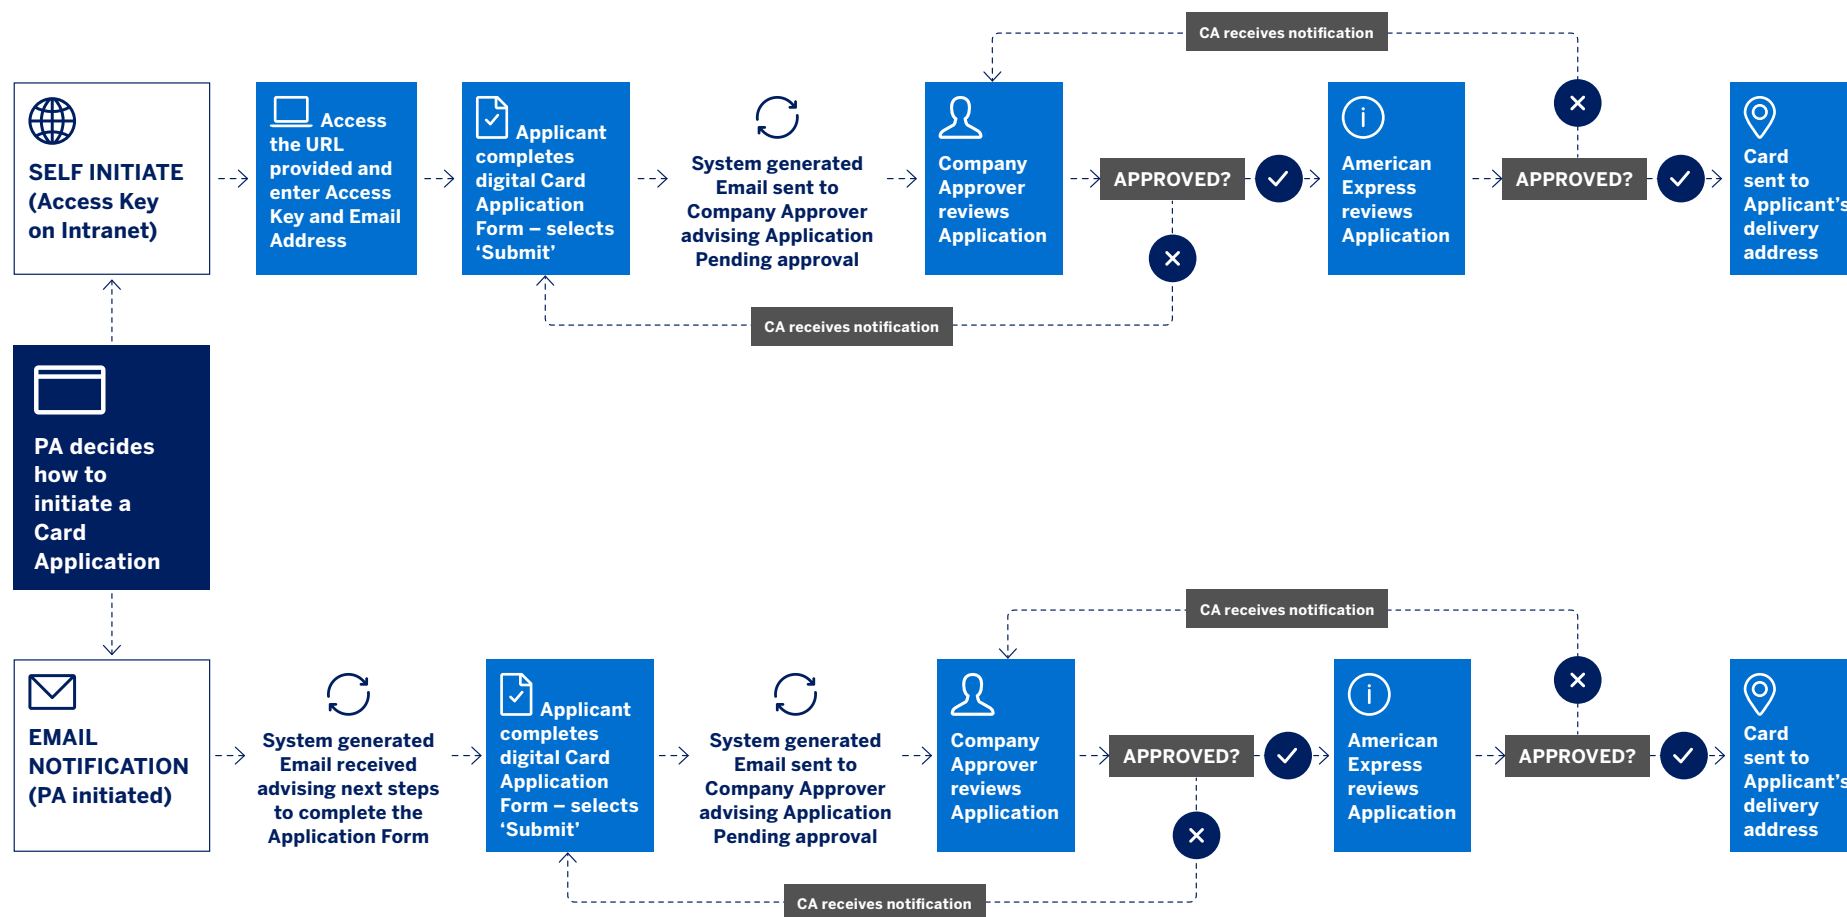 CA receives notification
SELF INITIATE
(Access Key
on Intranet)
Access
the URL
provided and
enter Access
Key and Email
Address
Applicant
completes
digital Card
Application
Form – selects
‘Submit’
System generated
Email sent to
Company Approver
advising Application
Pending approval
Company
Approver
reviews
Application
APPROVED?
American
Express
reviews
Application
APPROVED?
Card
sent to
Applicant’s
delivery
address
CA receives notification
PA decides
how to
initiate a
Card
Application
CA receives notification
EMAIL
NOTIFICATION
(PA initiated)
System generated
Email received
advising next steps
to complete the
Application Form
Applicant
completes
digital Card
Application
Form – selects
‘Submit’
System generated
Email sent to
Company Approver
advising Application
Pending approval
Company
Approver
reviews
Application
APPROVED?
American
Express
reviews
Application
APPROVED?
Card
sent to
Applicant’s
delivery
address
CA receives notification